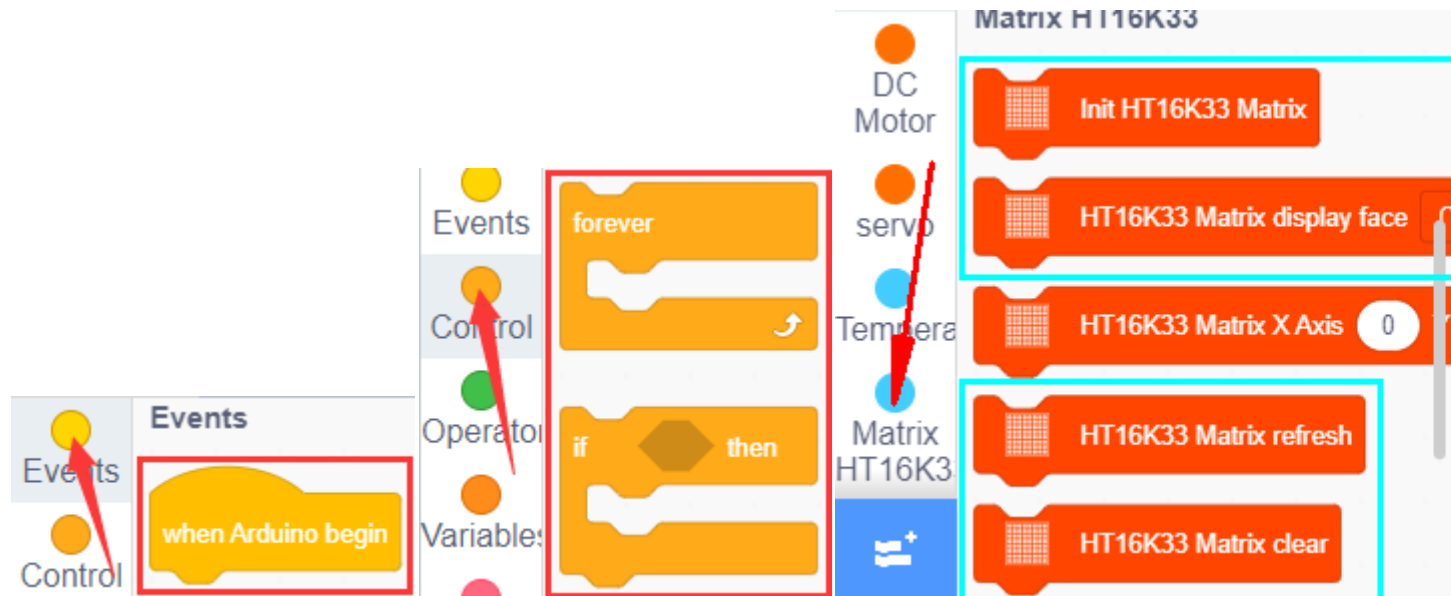 Events
Control
Events
when Arduino begin
Events
Control
Operator
Variables
forever
if then
DC
Motor
servo
Tempera
Matrix
HT16K3
Matrix HT16K33
Init HT16K33 Matrix
HT16K33 Matrix display face
HT16K33 Matrix X Axis 0
HT16K33 Matrix refresh
HT16K33 Matrix clear